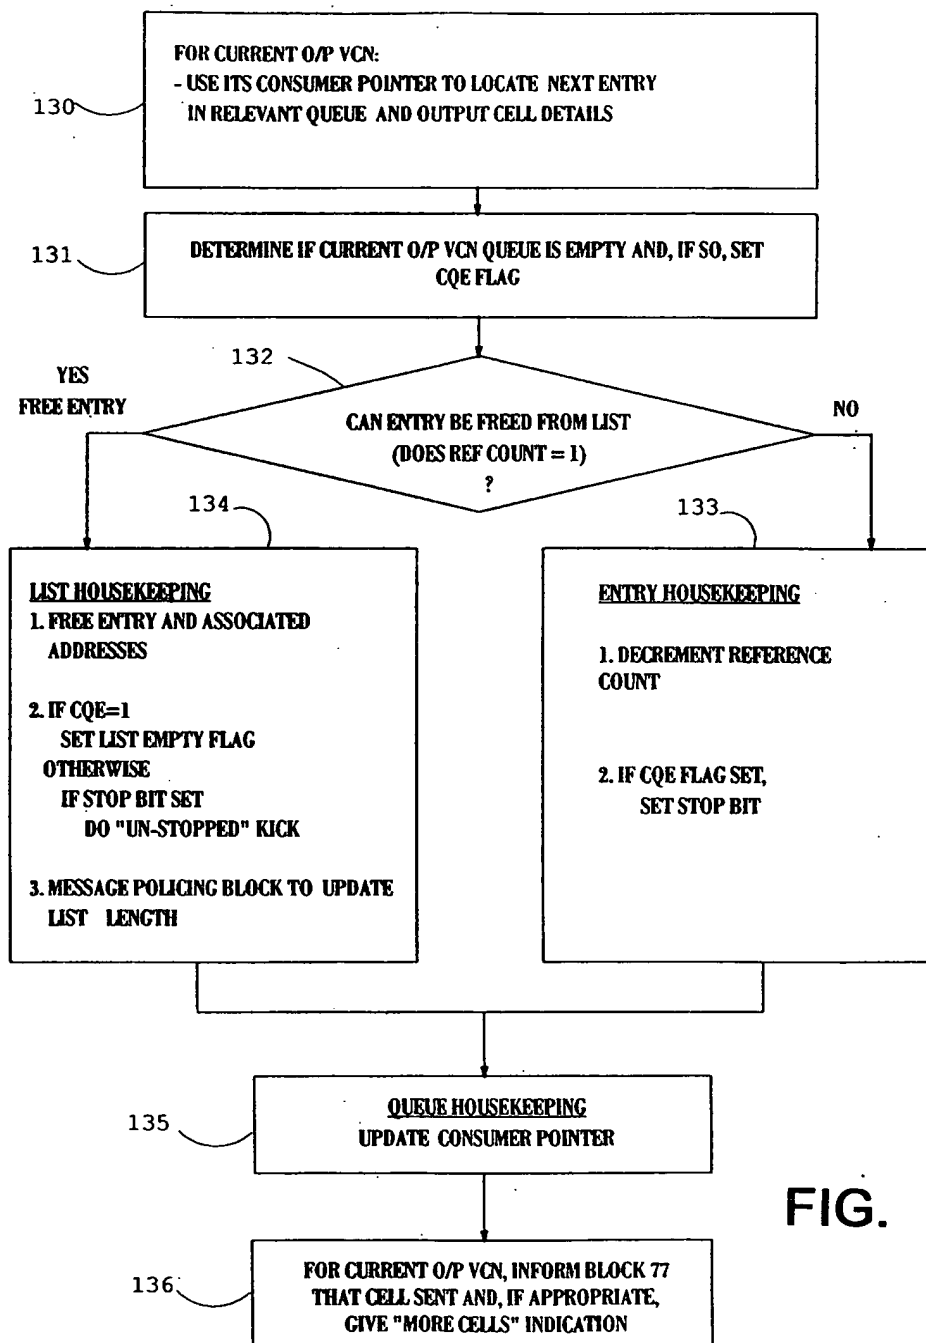 FOR CURRENT O/P VCN:
- USE ITS CONSUMER POINTER TO LOCATE NEXT ENTRY
IN RELEVANT QUEUE AND OUTPUT CELL DETAILS
130
131
DETERMINE IF CURRENT O/P VCN QUEUE IS EMPTY AND, IF SO, SET
CQE FLAG
132
YES
FREE ENTRY
NO
CAN ENTRY BE FREED FROM LIST
(DOES REF COUNT = 1)
?
134
LIST HOUSEKEEPING
1. FREE ENTRY AND ASSOCIATED
ADDRESSES
2. IF CQE=1
SET LIST EMPTY FLAG
OTHERWISE
IF STOP BIT SET
DO "UN-STOPPED" KICK
3. MESSAGE POLICING BLOCK TO UPDATE
LIST LENGTH
133
ENTRY HOUSEKEEPING
1. DECREMENT REFERENCE
COUNT
2. IF CQE FLAG SET,
SET STOP BIT
135
QUEUE HOUSEKEEPING
UPDATE CONSUMER POINTER
FIG.
136
FOR CURRENT O/P VCN, INFORM BLOCK 77
THAT CELL SENT AND, IF APPROPRIATE,
GIVE "MORE CELLS" INDICATION